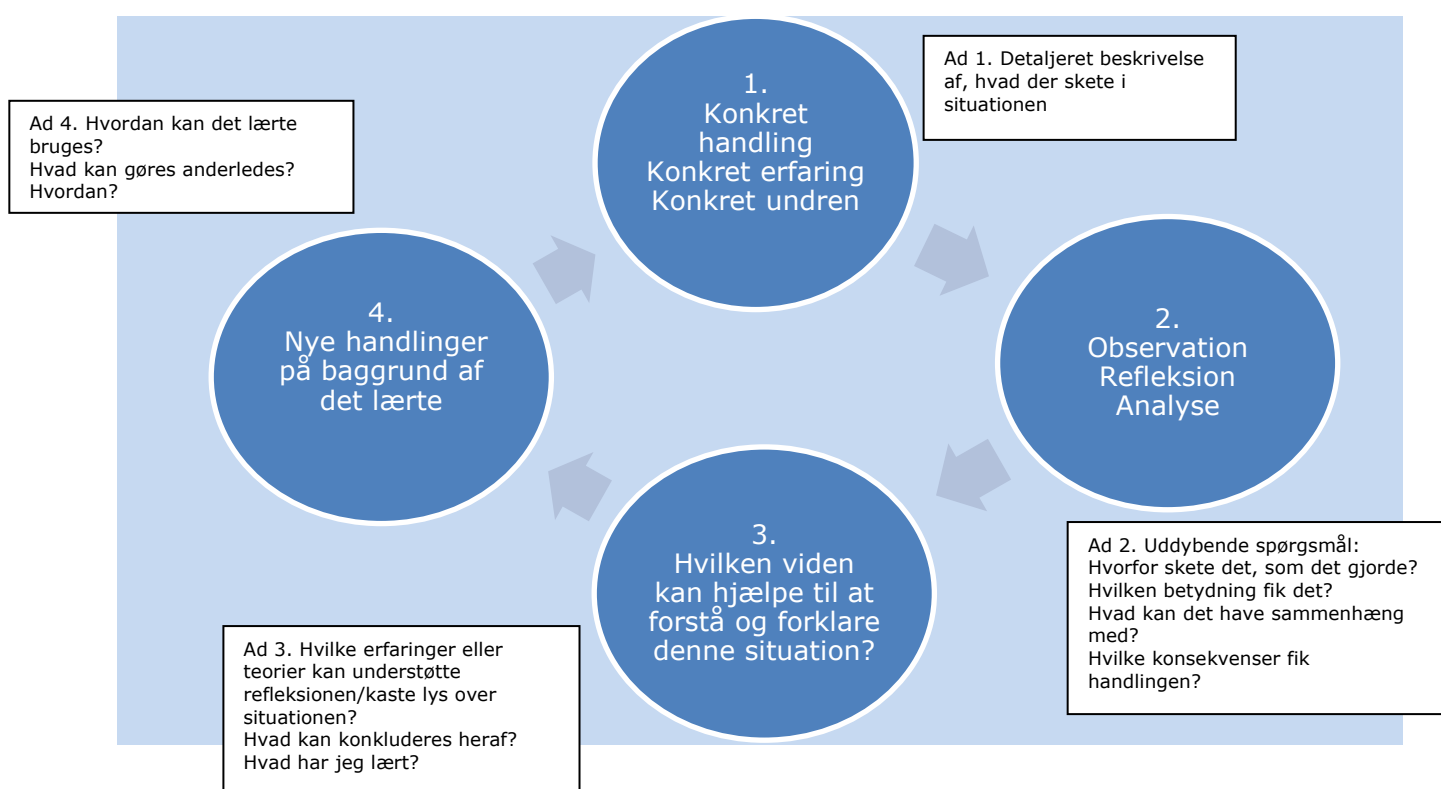 1.
Konkret
handling
Konkret erfaring
Konkret undren
Ad 1. Detaljeret beskrivelse
af, hvad der skete i
situationen
2.
Observation
Refleksion
Analyse
Ad 2. Uddybende spørgsmål:
Hvorfor skete det, som det gjorde?
Hvilken betydning fik det?
Hvad kan det have sammenhæng
med?
Hvilke konsekvenser fik
handlingen?
3.
Hvilken viden
kan hjælpe til at
forstå og forklare
denne situation?
Ad 3. Hvilke erfaringer eller
teorier kan understøtte
refleksionen/kaste lys over
situationen?
Hvad kan konkluderes heraf?
Hvad har jeg lært?
4.
Nye handlinger
på baggrund af
det lærte
Ad 4. Hvordan kan det lærte
bruges?
Hvad kan gøres anderledes?
Hvordan?